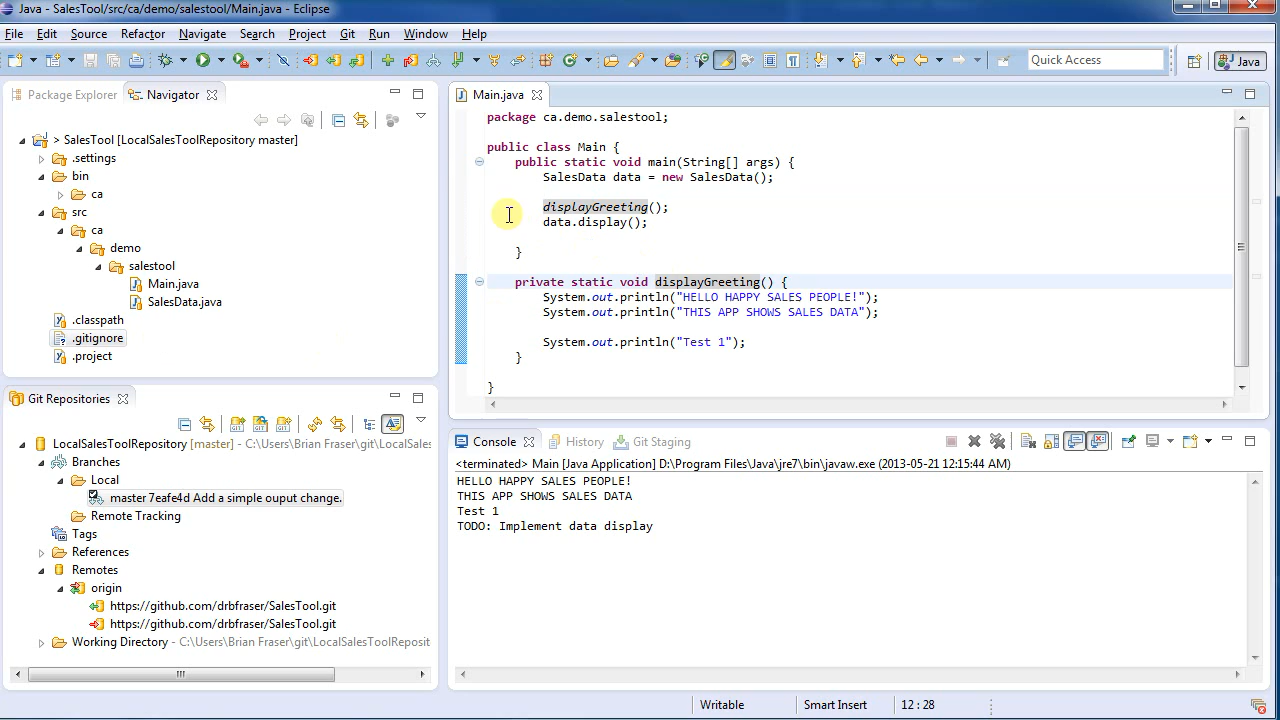 Java - SalesTool/src/ca/demo/salestool/Main.java - Eclipse
File Edit Source Refactor Navigate Search Project Git Run Window Help
Quick Access
Java
Package Explorer
Navigator
> SalesTool [LocalSalesToolRepository master]
.settings
bin
ca
src
ca
demo
salestool
Main.java
SalesData.java
.classpath
.gitignore
.project
Git Repositories
LocalSalesToolRepository [master] - C:\Users\Brian Fraser\git\LocalSales
Branches
Local
master 7eafe4d Add a simple ouput change.
Remote Tracking
Tags
References
Remotes
origin
https://github.com/drbfraser/SalesTool.git
https://github.com/drbfraser/SalesTool.git
Working Directory - C:\Users\Brian Fraser\git\LocalSalesToolReposit
Main.java
package ca.demo.salestool;
public class Main {
public static void main(String[] args) {
SalesData data = new SalesData();
displayGreeting();
data.display();
}
private static void displayGreeting() {
System.out.println("HELLO HAPPY SALES PEOPLE!");
System.out.println("THIS APP SHOWS SALES DATA");
System.out.println("Test 1");
}
}
Console
History
Git Staging
<terminated> Main [Java Application] D:\Program Files\Java\jre7\bin\javaw.exe (2013-05-21 12:15:44 AM)
HELLO HAPPY SALES PEOPLE!
THIS APP SHOWS SALES DATA
Test 1
TODO: Implement data display
Writable
Smart Insert
12 : 28